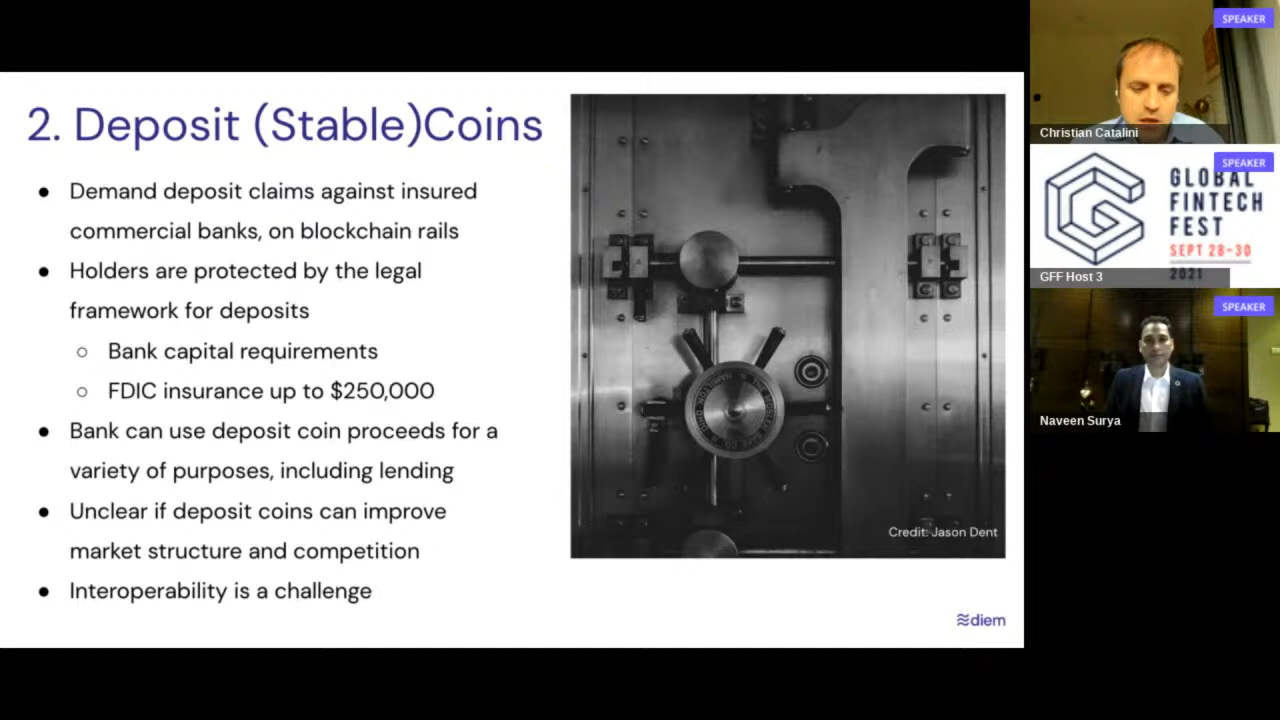 2. Deposit (Stable)Coins
● Demand deposit claims against insured
commercial banks, on blockchain rails
● Holders are protected by the legal
framework for deposits
○ Bank capital requirements
○ FDIC insurance up to $250,000
● Bank can use deposit coin proceeds for a
variety of purposes, including lending
● Unclear if deposit coins can improve
market structure and competition
● Interoperability is a challenge
Credit: Jason Dent
diem
SPEAKER
Christian Catalini
SPEAKER
GLOBAL
FINTECH
FEST
SEPT 28-30
2021
GFF Host 3
SPEAKER
Naveen Surya